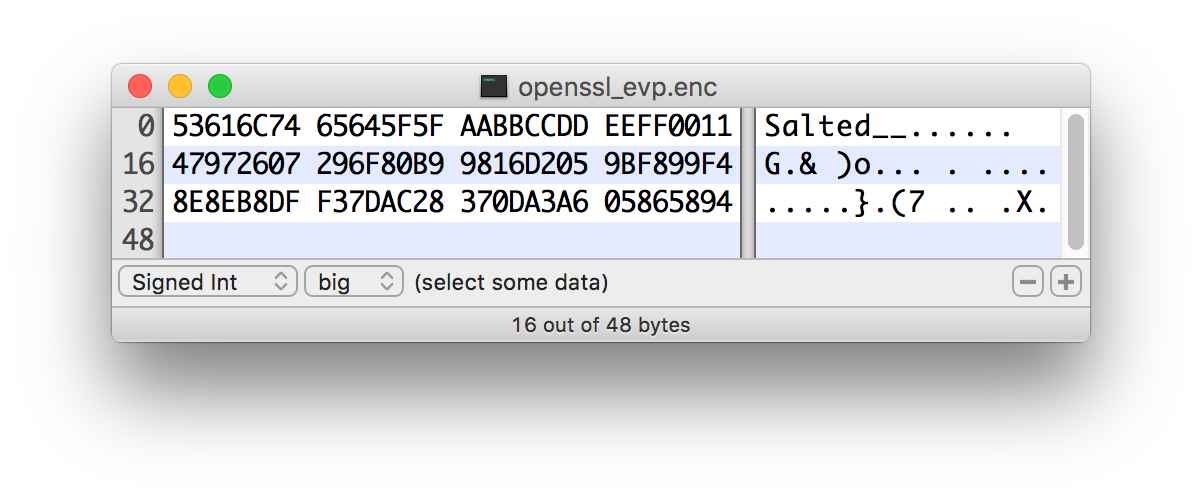 openssl_evp.enc
0 53616C74 65645F5F AABBCCDD EEFF0011 Salted__......
16 47972607 296F80B9 9816D205 9BF899F4 G.& )o... . ....
32 8E8EB8DF F37DAC28 370DA3A6 05865894 .....}.(7 .. .X.
48
Signed Int big (select some data)
16 out of 48 bytes